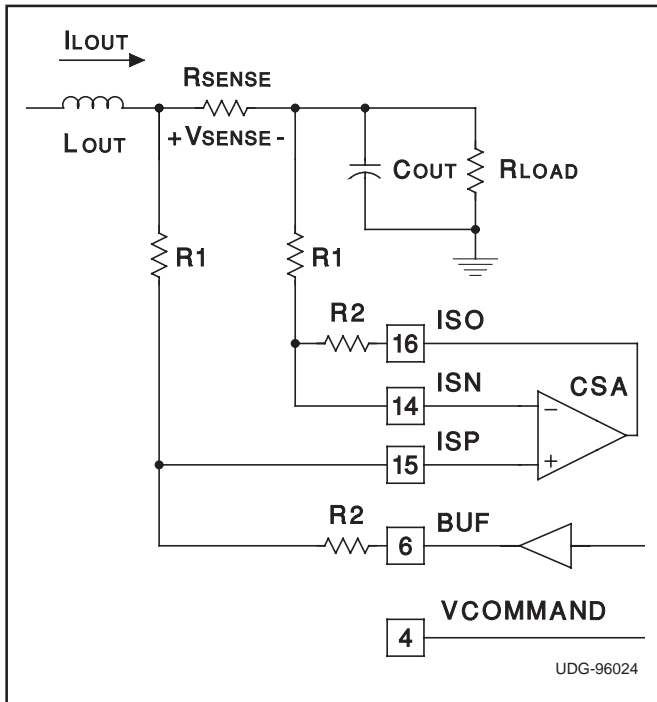 ILOUT
RSENSE
LOUT
+VSENSE-
COUT
RLOAD
R1
R1
R2
16
ISO
14
ISN
CSA
−
15
ISP
+
R2
6
BUF
4
VCOMMAND
UDG-96024